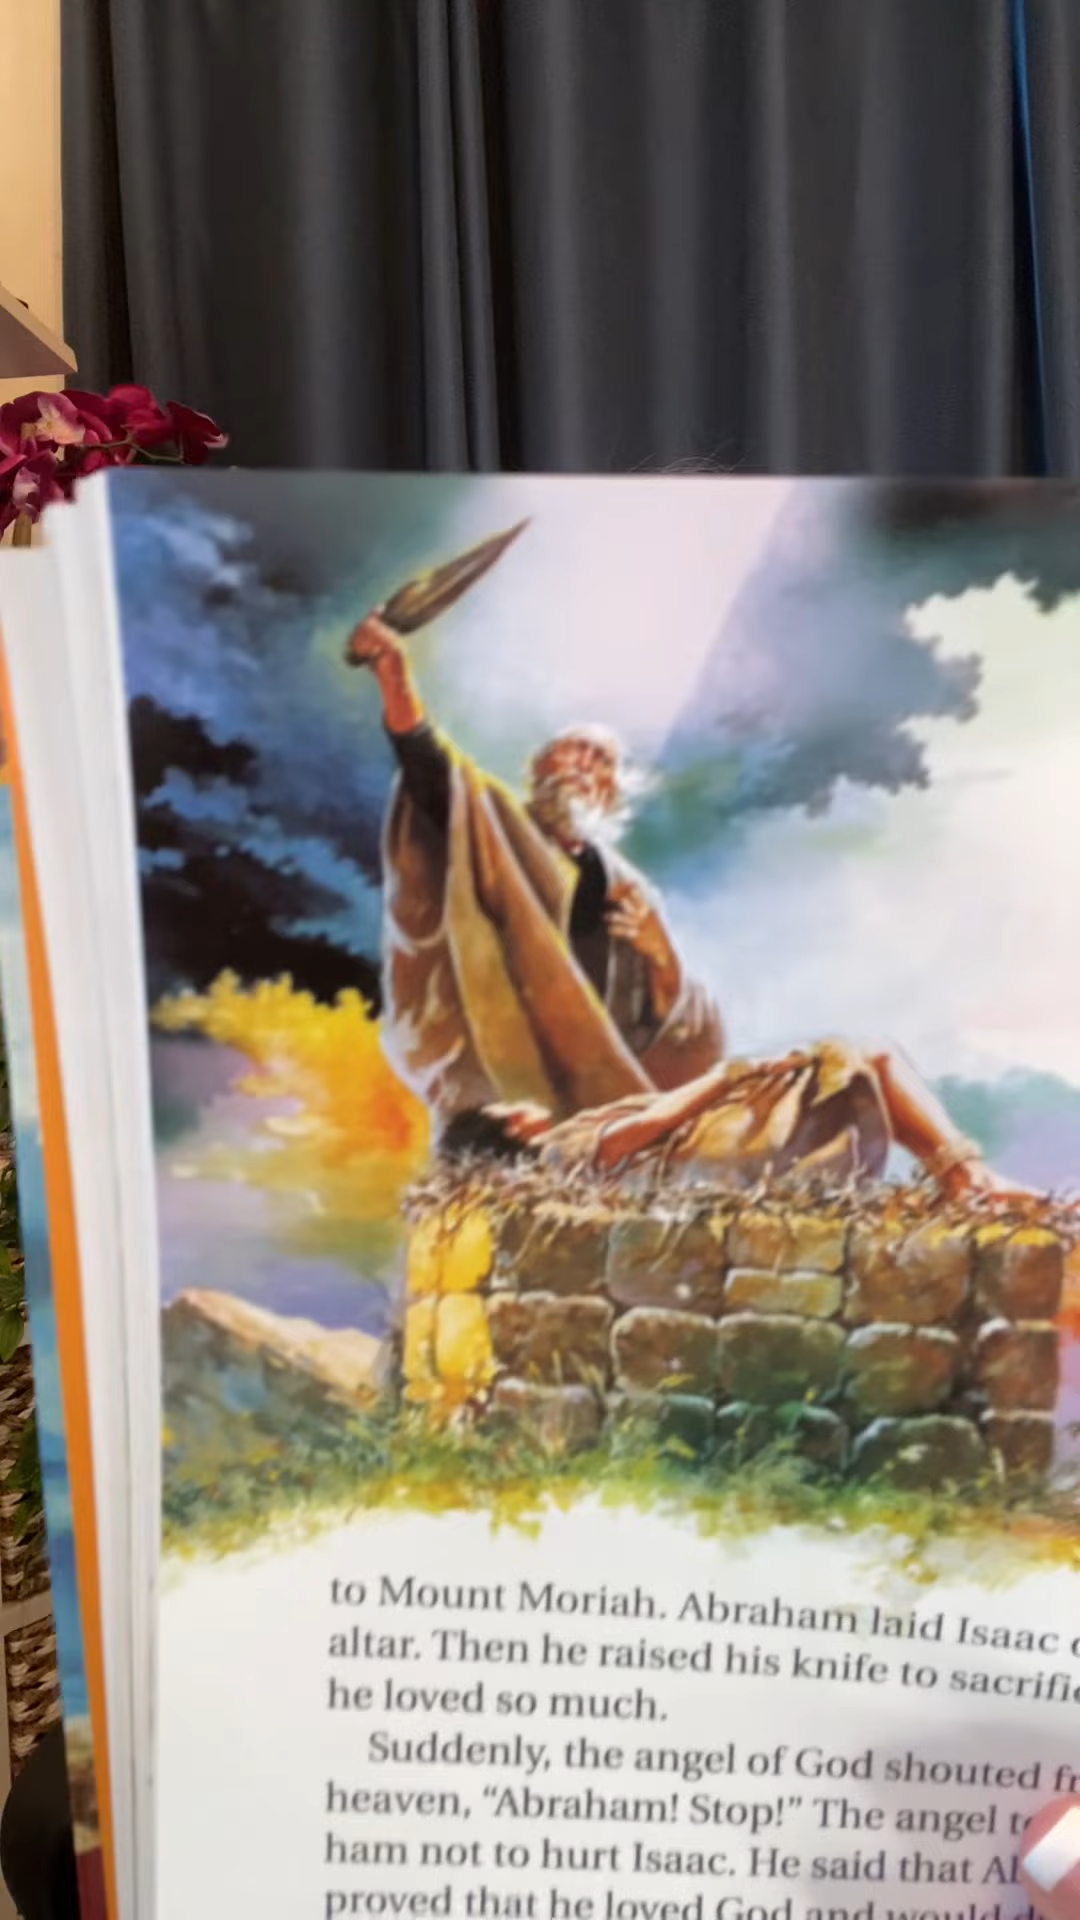 to Mount Moriah. Abraham laid Isaac
altar. Then he raised his knife to
he loved so much.
Suddenly, the angel of God shouted
heaven, “Abraham! Stop!” The angel
ham not to hurt Isaac. He said that
proved that he loved God and would